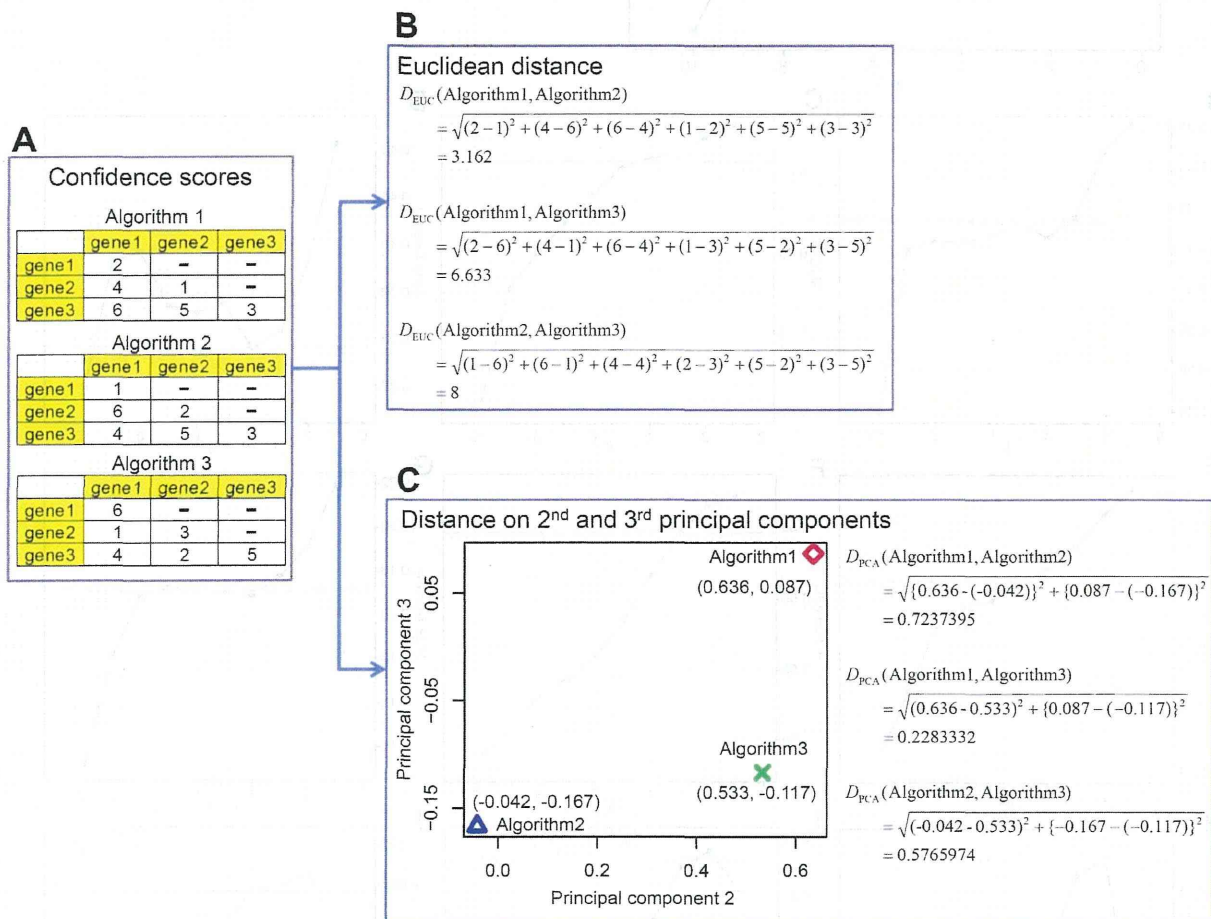 A
Confidence scores
Algorithm 1
gene1 gene2 gene3
gene1 2 – –
gene2 4 1 –
gene3 6 5 3
Algorithm 2
gene1 gene2 gene3
gene1 1 – –
gene2 6 2 –
gene3 4 5 3
Algorithm 3
gene1 gene2 gene3
gene1 6 – –
gene2 1 3 –
gene3 4 2 5
B
Euclidean distance
D_EUC(Algorithm1, Algorithm2)
= √((2−1)² + (4−6)² + (6−4)² + (1−2)² + (5−5)² + (3−3)²)
= 3.162
D_EUC(Algorithm1, Algorithm3)
= √((2−6)² + (4−1)² + (6−4)² + (1−3)² + (5−2)² + (3−5)²)
= 6.633
D_EUC(Algorithm2, Algorithm3)
= √((1−6)² + (6−1)² + (4−4)² + (2−3)² + (5−2)² + (3−5)²)
= 8
C
Distance on 2nd and 3rd principal components
Principal component 3
0.05
−0.05
−0.15
Algorithm1
(0.636, 0.087)
Algorithm3
(0.533, -0.117)
(-0.042, -0.167)
Algorithm2
0.0 0.2 0.4 0.6
Principal component 2
D_PCA(Algorithm1, Algorithm2)
= √({0.636 - (-0.042)}² + {0.087 − (−0.167)}²)
= 0.7237395
D_PCA(Algorithm1, Algorithm3)
= √((0.636 - 0.533)² + {0.087 − (−0.117)}²)
= 0.2283332
D_PCA(Algorithm2, Algorithm3)
= √((-0.042 - 0.533)² + {−0.167 − (−0.117)}²)
= 0.5765974